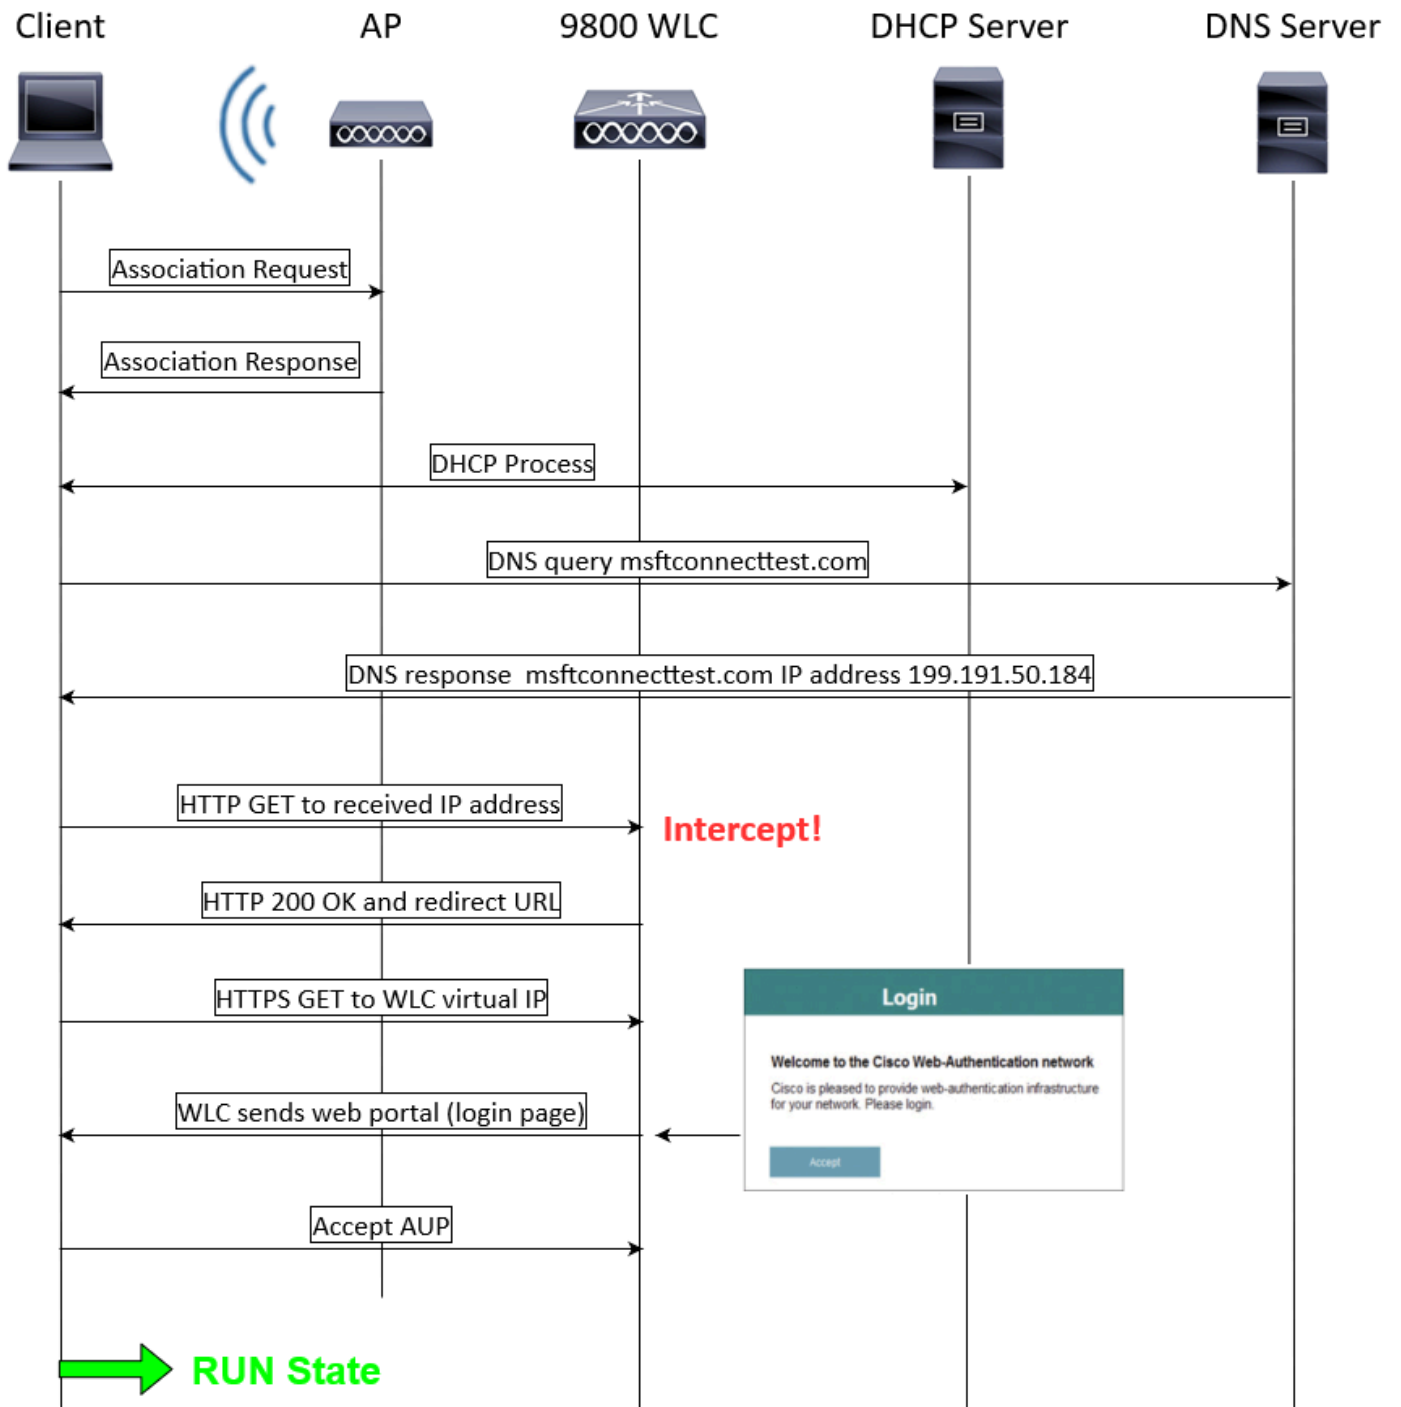 Client
AP
9800 WLC
DHCP Server
DNS Server
Association Request
Association Response
DHCP Process
DNS query msftconnecttest.com
DNS response  msftconnecttest.com IP address 199.191.50.184
HTTP GET to received IP address
Intercept!
HTTP 200 OK and redirect URL
HTTPS GET to WLC virtual IP
Login
Welcome to the Cisco Web-Authentication network
Cisco is pleased to provide web-authentication infrastructure
for your network. Please login.
WLC sends web portal (login page)
Accept
Accept AUP
RUN State